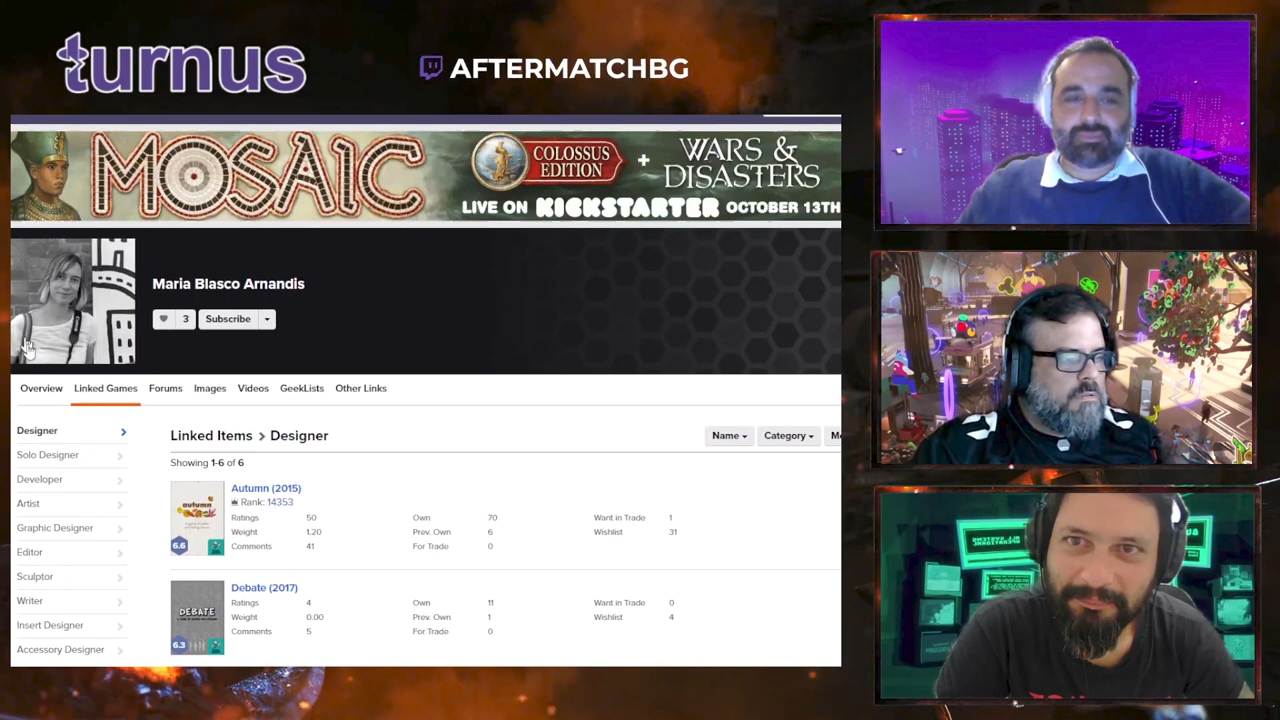 turnus
AFTERMATCHBG
MOSAIC
COLOSSUS
EDITION
+
WARS &
DISASTERS
LIVE ON KICKSTARTER OCTOBER 13TH
Maria Blasco Arnandis
3 Subscribe
Overview Linked Games Forums Images Videos GeekLists Other Links
Designer
Solo Designer
Developer
Artist
Graphic Designer
Editor
Sculptor
Writer
Insert Designer
Accessory Designer
Linked Items > Designer
Name Category
Showing 1-6 of 6
autumn
6.6
Autumn (2015)
Rank: 14353
Ratings 50 Own 70 Want in Trade 1
Weight 1.20 Prev. Own 6 Wishlist 31
Comments 41 For Trade 0
DEBATE
6.3
Debate (2017)
Ratings 4 Own 11 Want in Trade 0
Weight 0.00 Prev. Own 1 Wishlist 4
Comments 5 For Trade 0